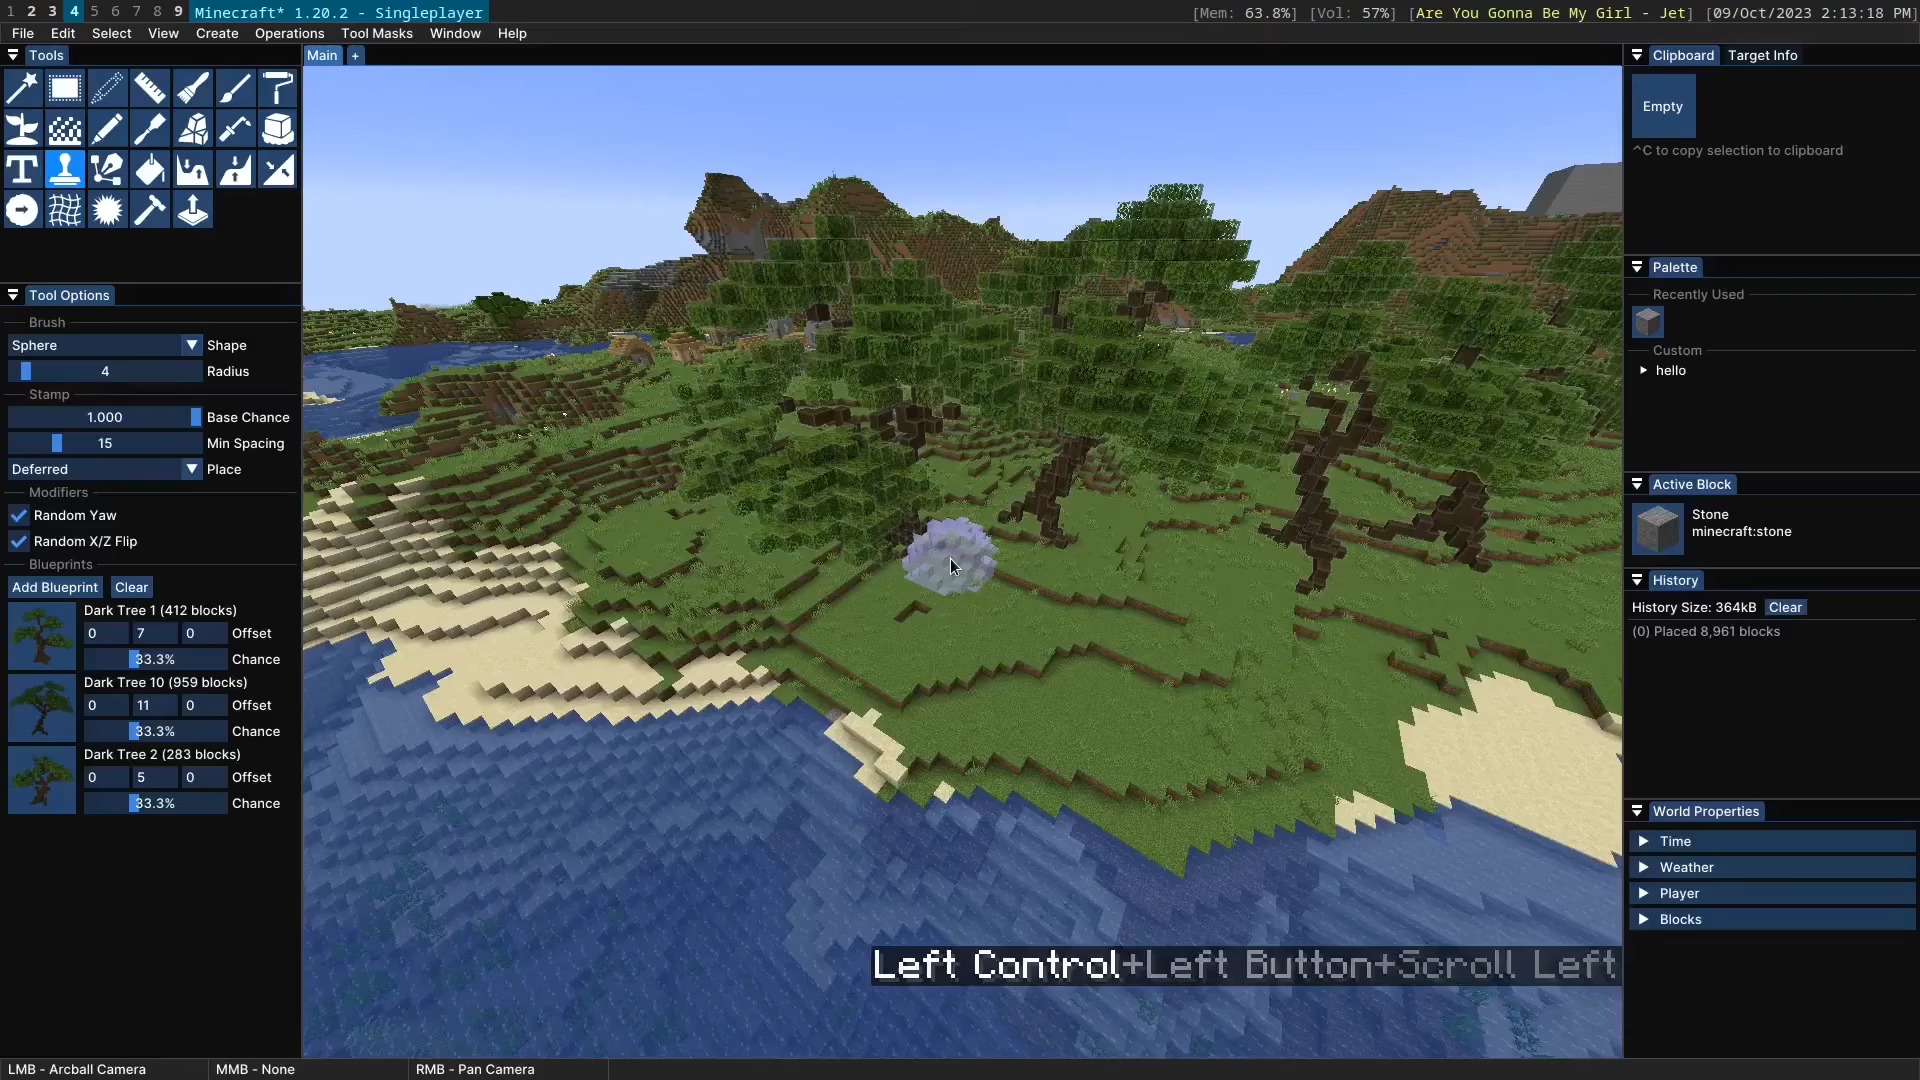 1 2 3 4 5 6 7 8 9 Minecraft* 1.20.2 - Singleplayer
[Mem: 63.8%] [Vol: 57%] [Are You Gonna Be My Girl - Jet] [09/Oct/2023 2:13:18 PM]
File Edit Select View Create Operations Tool Masks Window Help
Tools
Tool Options
Brush
Sphere Shape
4 Radius
Stamp
1.000 Base Chance
15 Min Spacing
Deferred Place
Modifiers
Random Yaw
Random X/Z Flip
Blueprints
Add Blueprint Clear
Dark Tree 1 (412 blocks)
0 7 0 Offset
33.3% Chance
Dark Tree 10 (959 blocks)
0 11 0 Offset
33.3% Chance
Dark Tree 2 (283 blocks)
0 5 0 Offset
33.3% Chance
Main +
Left Control+Left Button+Scroll Left
Clipboard Target Info
Empty
^C to copy selection to clipboard
Palette
Recently Used
Custom
hello
Active Block
Stone
minecraft:stone
History
History Size: 364kB Clear
(0) Placed 8,961 blocks
World Properties
Time
Weather
Player
Blocks
LMB - Arcball Camera MMB - None RMB - Pan Camera